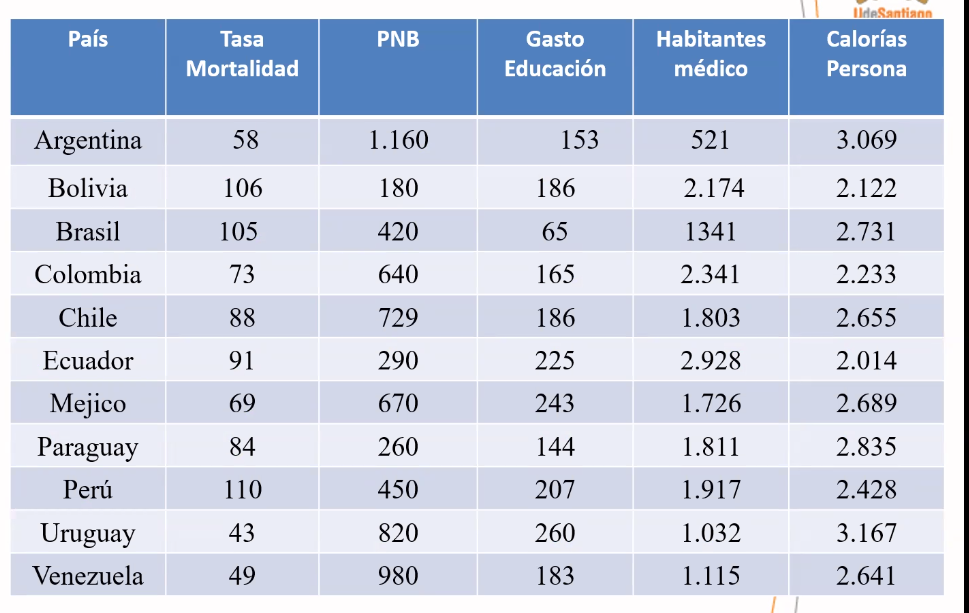 UdeSantiago
País Tasa Mortalidad PNB Gasto Educación Habitantes médico Calorías Persona
Argentina 58 1.160 153 521 3.069
Bolivia 106 180 186 2.174 2.122
Brasil 105 420 65 1341 2.731
Colombia 73 640 165 2.341 2.233
Chile 88 729 186 1.803 2.655
Ecuador 91 290 225 2.928 2.014
Mejico 69 670 243 1.726 2.689
Paraguay 84 260 144 1.811 2.835
Perú 110 450 207 1.917 2.428
Uruguay 43 820 260 1.032 3.167
Venezuela 49 980 183 1.115 2.641